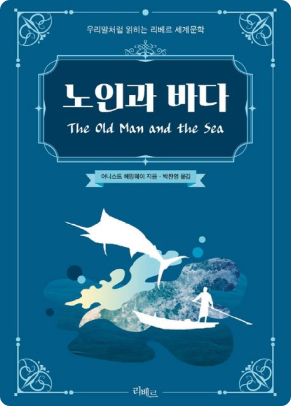 우리말처럼 읽히는 리베르 세계문학
노인과 바다
The Old Man and the Sea
어니스트 헤밍웨이 지음 · 박찬영 옮김
리베르